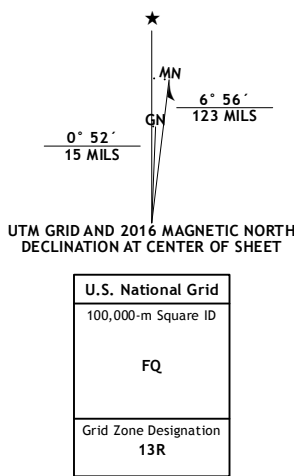 ★
MN
GN
6° 56´
123 MILS
0° 52´
15 MILS
UTM GRID AND 2016 MAGNETIC NORTH
DECLINATION AT CENTER OF SHEET
U.S. National Grid
100,000-m Square ID
FQ
Grid Zone Designation
13R